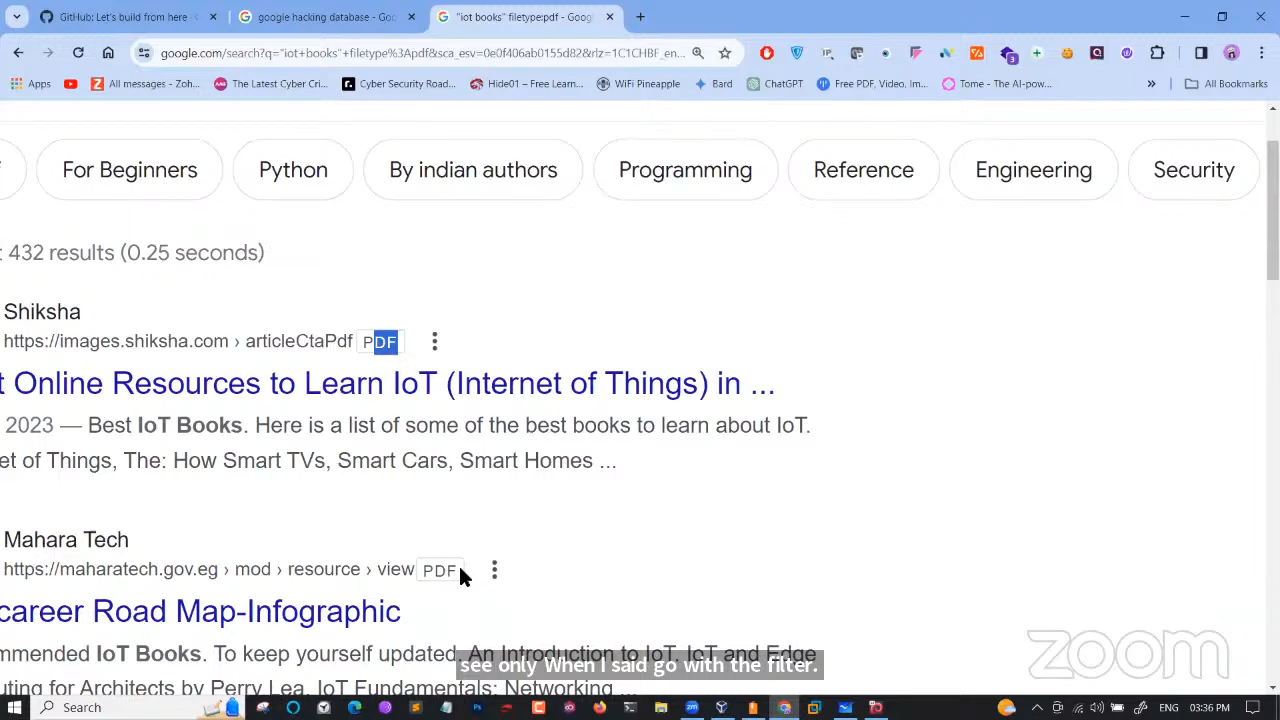 GitHub: Let's build from here
google hacking database - Goo
"iot books" filetype:pdf - Googl
google.com/search?q="iot+books"+filetype%3Apdf&sca_esv=0e0f406ab0155d82&rlz=1C1CHBF_en...
Apps
All messages - Zoh...
The Latest Cyber Cri...
Cyber Security Road...
Hide01 – Free Learn...
WiFi Pineapple
Bard
ChatGPT
Free PDF, Video, Im...
Tome - The AI-pow...
»
All Bookmarks
For Beginners
Python
By indian authors
Programming
Reference
Engineering
Security
: 432 results (0.25 seconds)
Shiksha
https://images.shiksha.com › articleCtaPdf PDF
t Online Resources to Learn IoT (Internet of Things) in ...
2023 — Best IoT Books. Here is a list of some of the best books to learn about IoT.
et of Things, The: How Smart TVs, Smart Cars, Smart Homes ...
Mahara Tech
https://maharatech.gov.eg › mod › resource › view PDF
career Road Map-Infographic
mmended IoT Books. To keep yourself updated, An Introduction to IoT, IoT and Edge
see only When I said go with the filter.
uting for Architects by Perry Lea, IoT Fundamentals: Networking ...
zoom
Search
ENG
03:36 PM